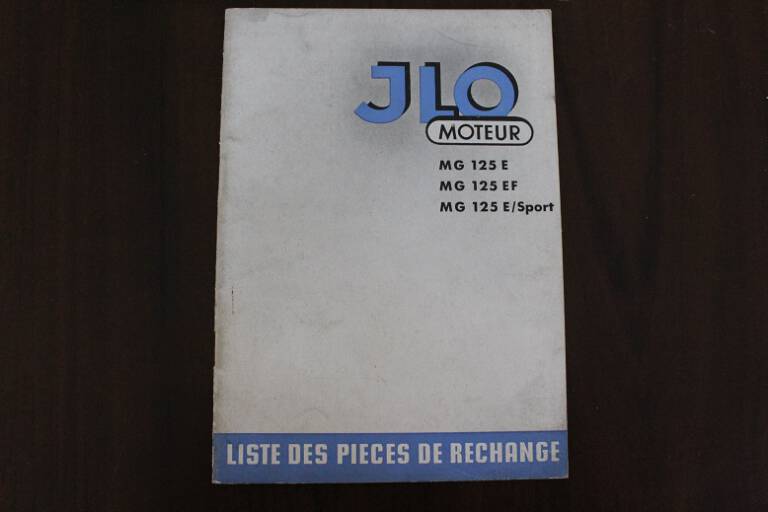 JLO
MOTEUR
MG 125 E
MG 125 EF
MG 125 E/Sport
LISTE DES PIECES DE RECHANGE